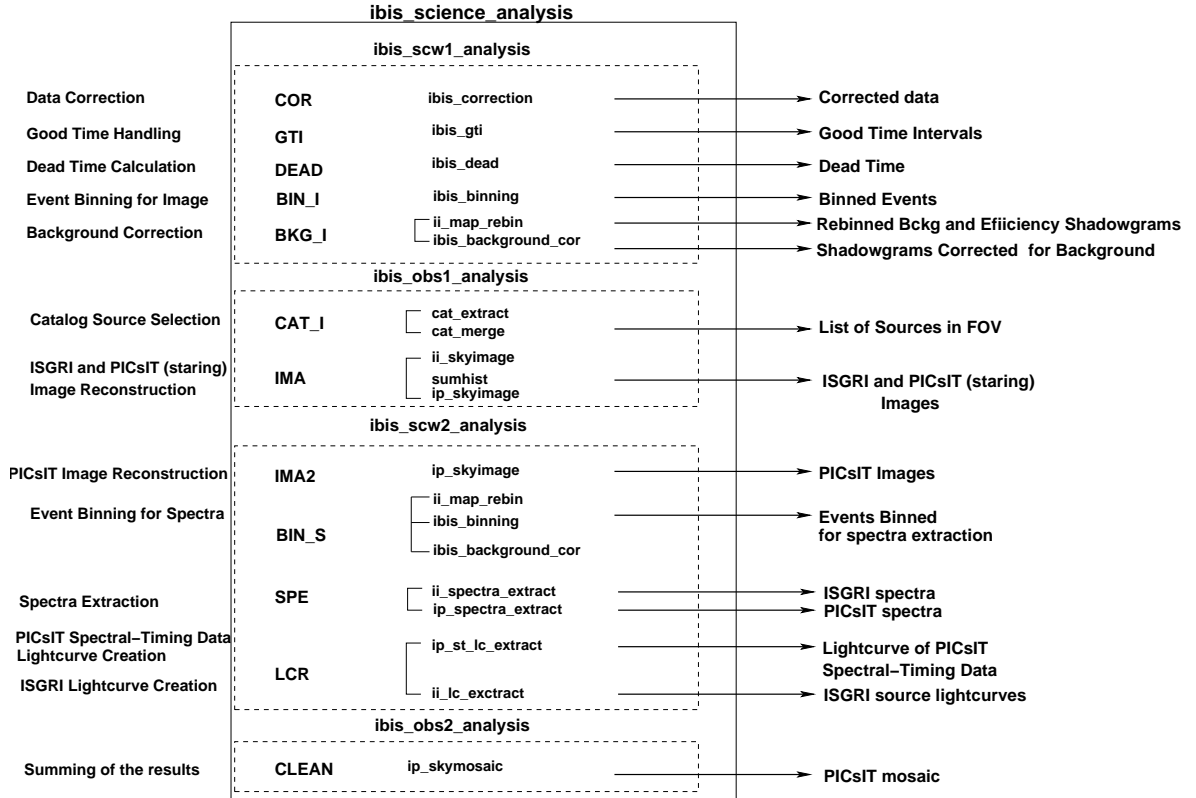 ibis_science_analysis
ibis_scw1_analysis
Data Correction COR ibis_correction Corrected data
Good Time Handling GTI ibis_gti Good Time Intervals
Dead Time Calculation DEAD ibis_dead Dead Time
Event Binning for Image BIN_I ibis_binning Binned Events
Background Correction BKG_I ii_map_rebin Rebinned Bckg and Efiiciency Shadowgrams
ibis_background_cor Shadowgrams Corrected for Background
ibis_obs1_analysis
Catalog Source Selection CAT_I cat_extract
cat_merge List of Sources in FOV
ISGRI and PICsIT (staring)
Image Reconstruction IMA ii_skyimage
sumhist
ip_skyimage
ISGRI and PICsIT (staring)
Images
ibis_scw2_analysis
PICsIT Image Reconstruction IMA2 ip_skyimage PICsIT Images
Event Binning for Spectra BIN_S ii_map_rebin
ibis_binning
ibis_background_cor
Events Binned
for spectra extraction
Spectra Extraction SPE ii_spectra_extract ISGRI spectra
ip_spectra_extract PICsIT spectra
PICsIT Spectral–Timing Data
Lightcurve Creation
LCR ip_st_lc_extract Lightcurve of PICsIT
Spectral–Timing Data
ISGRI Lightcurve Creation ii_lc_exctract ISGRI source lightcurves
ibis_obs2_analysis
Summing of the results CLEAN ip_skymosaic PICsIT mosaic